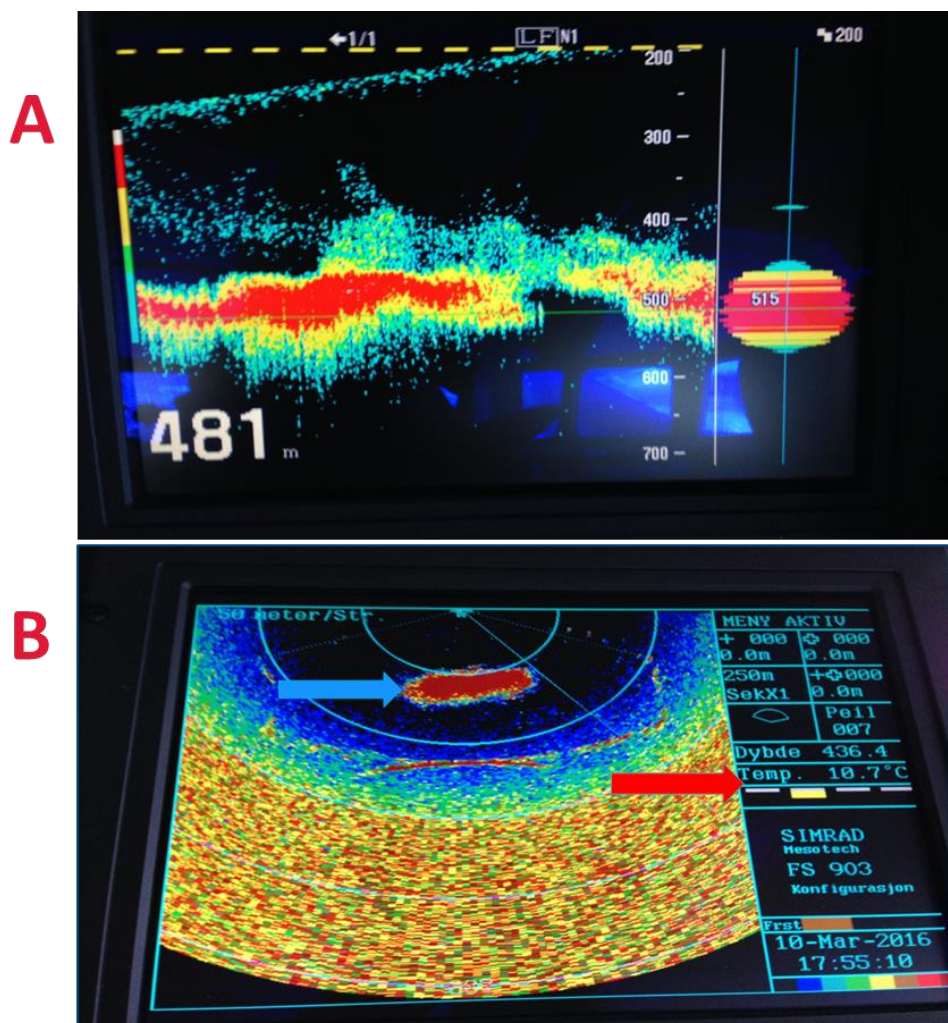 A
←1/1 LF N1 200
200
300
400
500 515
600
700
481 m
B
50 meter/Str.
MENY AKTIV
+ 000 000
0.0m 0.0m
250m +000
SekX1 0.0m
Peil
007
Dybde 436.4
Temp. 10.7°C
SIMRAD
Mesotech
FS 903
Konfigurasjon
Frst
10-Mar-2016
17:55:10